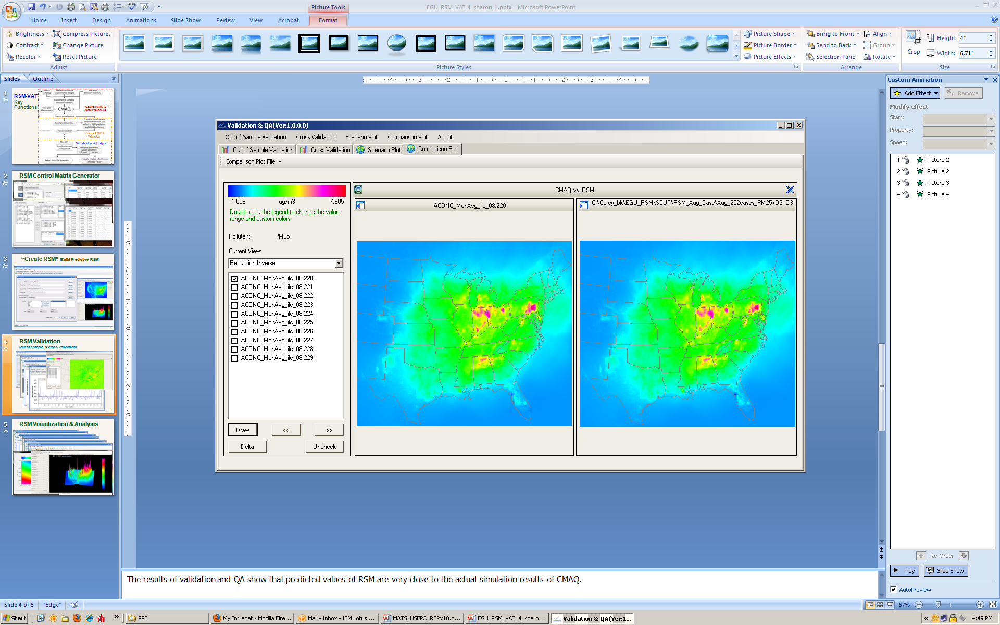 EGU_RSM_VAT_4_sharon_1.pptx - Microsoft PowerPoint
Picture Tools
Home Insert Design Animations Slide Show Review View Acrobat Format
Brightness Compress Pictures
Contrast Change Picture
Recolor Reset Picture
Adjust
Picture Styles
Picture Shape
Picture Border
Picture Effects
Bring to Front Align
Send to Back Group
Selection Pane Rotate
Arrange
Crop
Height: 4"
Width: 6.71"
Size
Slides Outline
1
RSM-VAT
Key
Functions
CMAQ
Control Matrix &
Data Processing
"Create RSM" &
Validation
Visualization & Analysis
2
RSM Control Matrix Generator
3
“Create RSM” (Build Predictive RSM)
4
RSM Validation
(out-of-sample & cross validation)
5
RSM Visualization & Analysis
Validation & QA(Ver:1.0.0.0)
Out of Sample Validation Cross Validation Scenario Plot Comparison Plot About
Out of Sample Validation Cross Validation Scenario Plot Comparison Plot
Comparison Plot File
-1.059 ug/m3 7.905
Double click the legend to change the value
range and custom colors.
Pollutant: PM25
Current View:
Reduction Inverse
ACONC_MonAvg_ilc_08.220
ACONC_MonAvg_ilc_08.221
ACONC_MonAvg_ilc_08.222
ACONC_MonAvg_ilc_08.223
ACONC_MonAvg_ilc_08.224
ACONC_MonAvg_ilc_08.225
ACONC_MonAvg_ilc_08.226
ACONC_MonAvg_ilc_08.227
ACONC_MonAvg_ilc_08.228
ACONC_MonAvg_ilc_08.229
Draw << >>
Delta Uncheck
CMAQ vs. RSM
ACONC_MonAvg_ilc_08.220
C:\Carey_bk\EGU_RSM\SCUT\RSM_Aug_Case\Aug_202cases_PM25+O3+O3
Custom Animation
Add Effect Remove
Modify effect
Start:
Property:
Speed:
1 Picture 2
2 Picture 2
3 Picture 3
4 Picture 4
Re-Order
Play Slide Show
AutoPreview
The results of validation and QA show that predicted values of RSM are very close to the actual simulation results of CMAQ.
Slide 4 of 5 "Edge" 57%
Start PPT My Intranet - Mozilla Fire... Mail - Inbox - IBM Lotus ... MATS_USEPA_RTPv18.p... EGU_RSM_VAT_4_sharo... Validation & QA(Ver:1... 4:49 PM